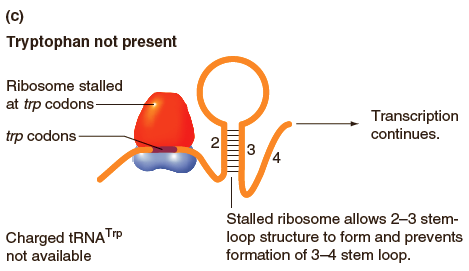 (c)
Tryptophan not present
Ribosome stalled
at trp codons
trp codons
2
3
4
Transcription
continues.
Charged tRNATrp
not available
Stalled ribosome allows 2–3 stem-
loop structure to form and prevents
formation of 3–4 stem loop.